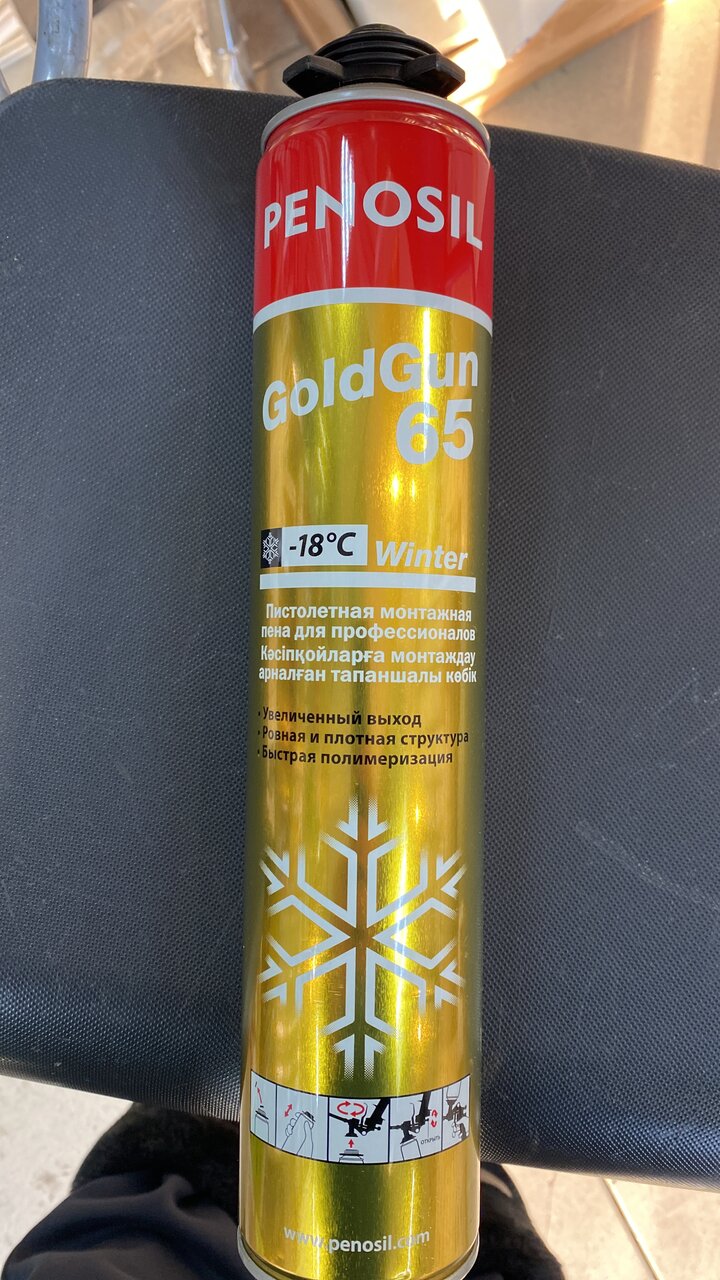 PENOSIL
GoldGun
65
-18°C Winter
Пистолетная монтажная
пена для профессионалов
Кәсіпқойларға монтаждау
арналған тапаншалы көбік
• Увеличенный выход
• Ровная и плотная структура
• Быстрая полимеризация
ОТКРЫТЬ
www.penosil.com